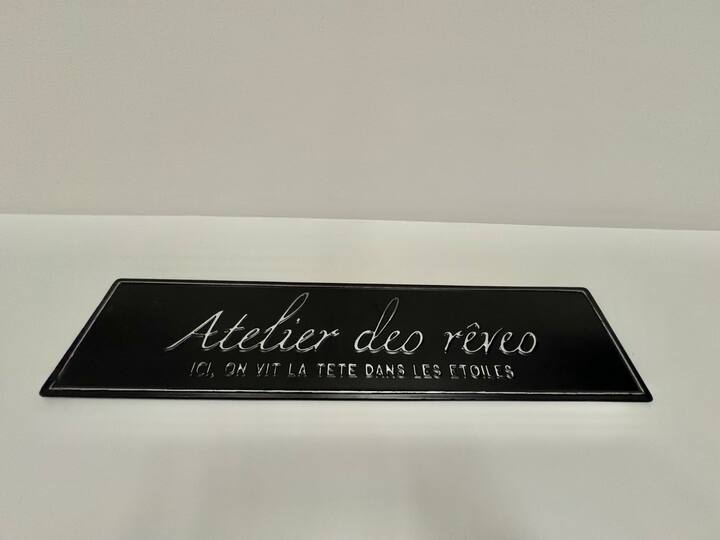 Atelier des rêves
ICI, ON VIT LA TETE DANS LES ETOILES